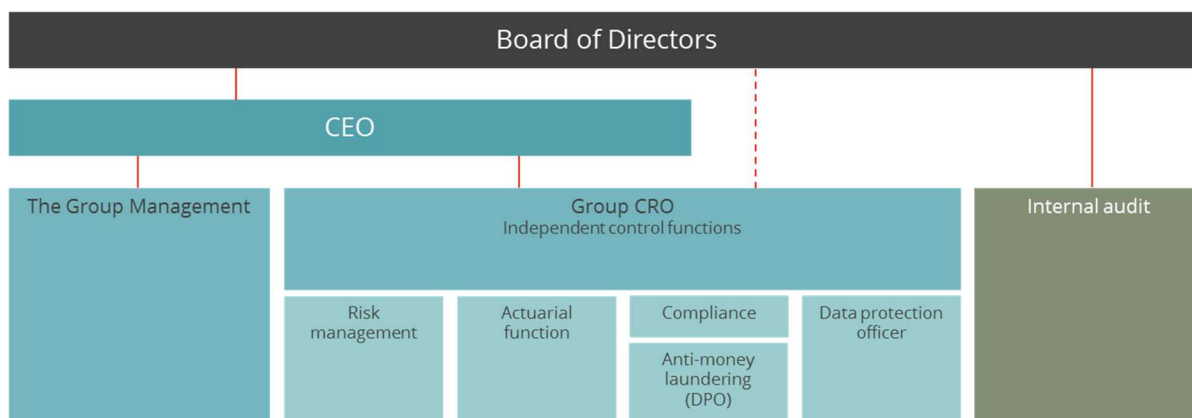 Board of Directors
CEO
The Group Management
Group CRO
Independent control functions
Internal audit
Risk
management
Actuarial
function
Compliance
Anti-money
laundering
(DPO)
Data protection
officer